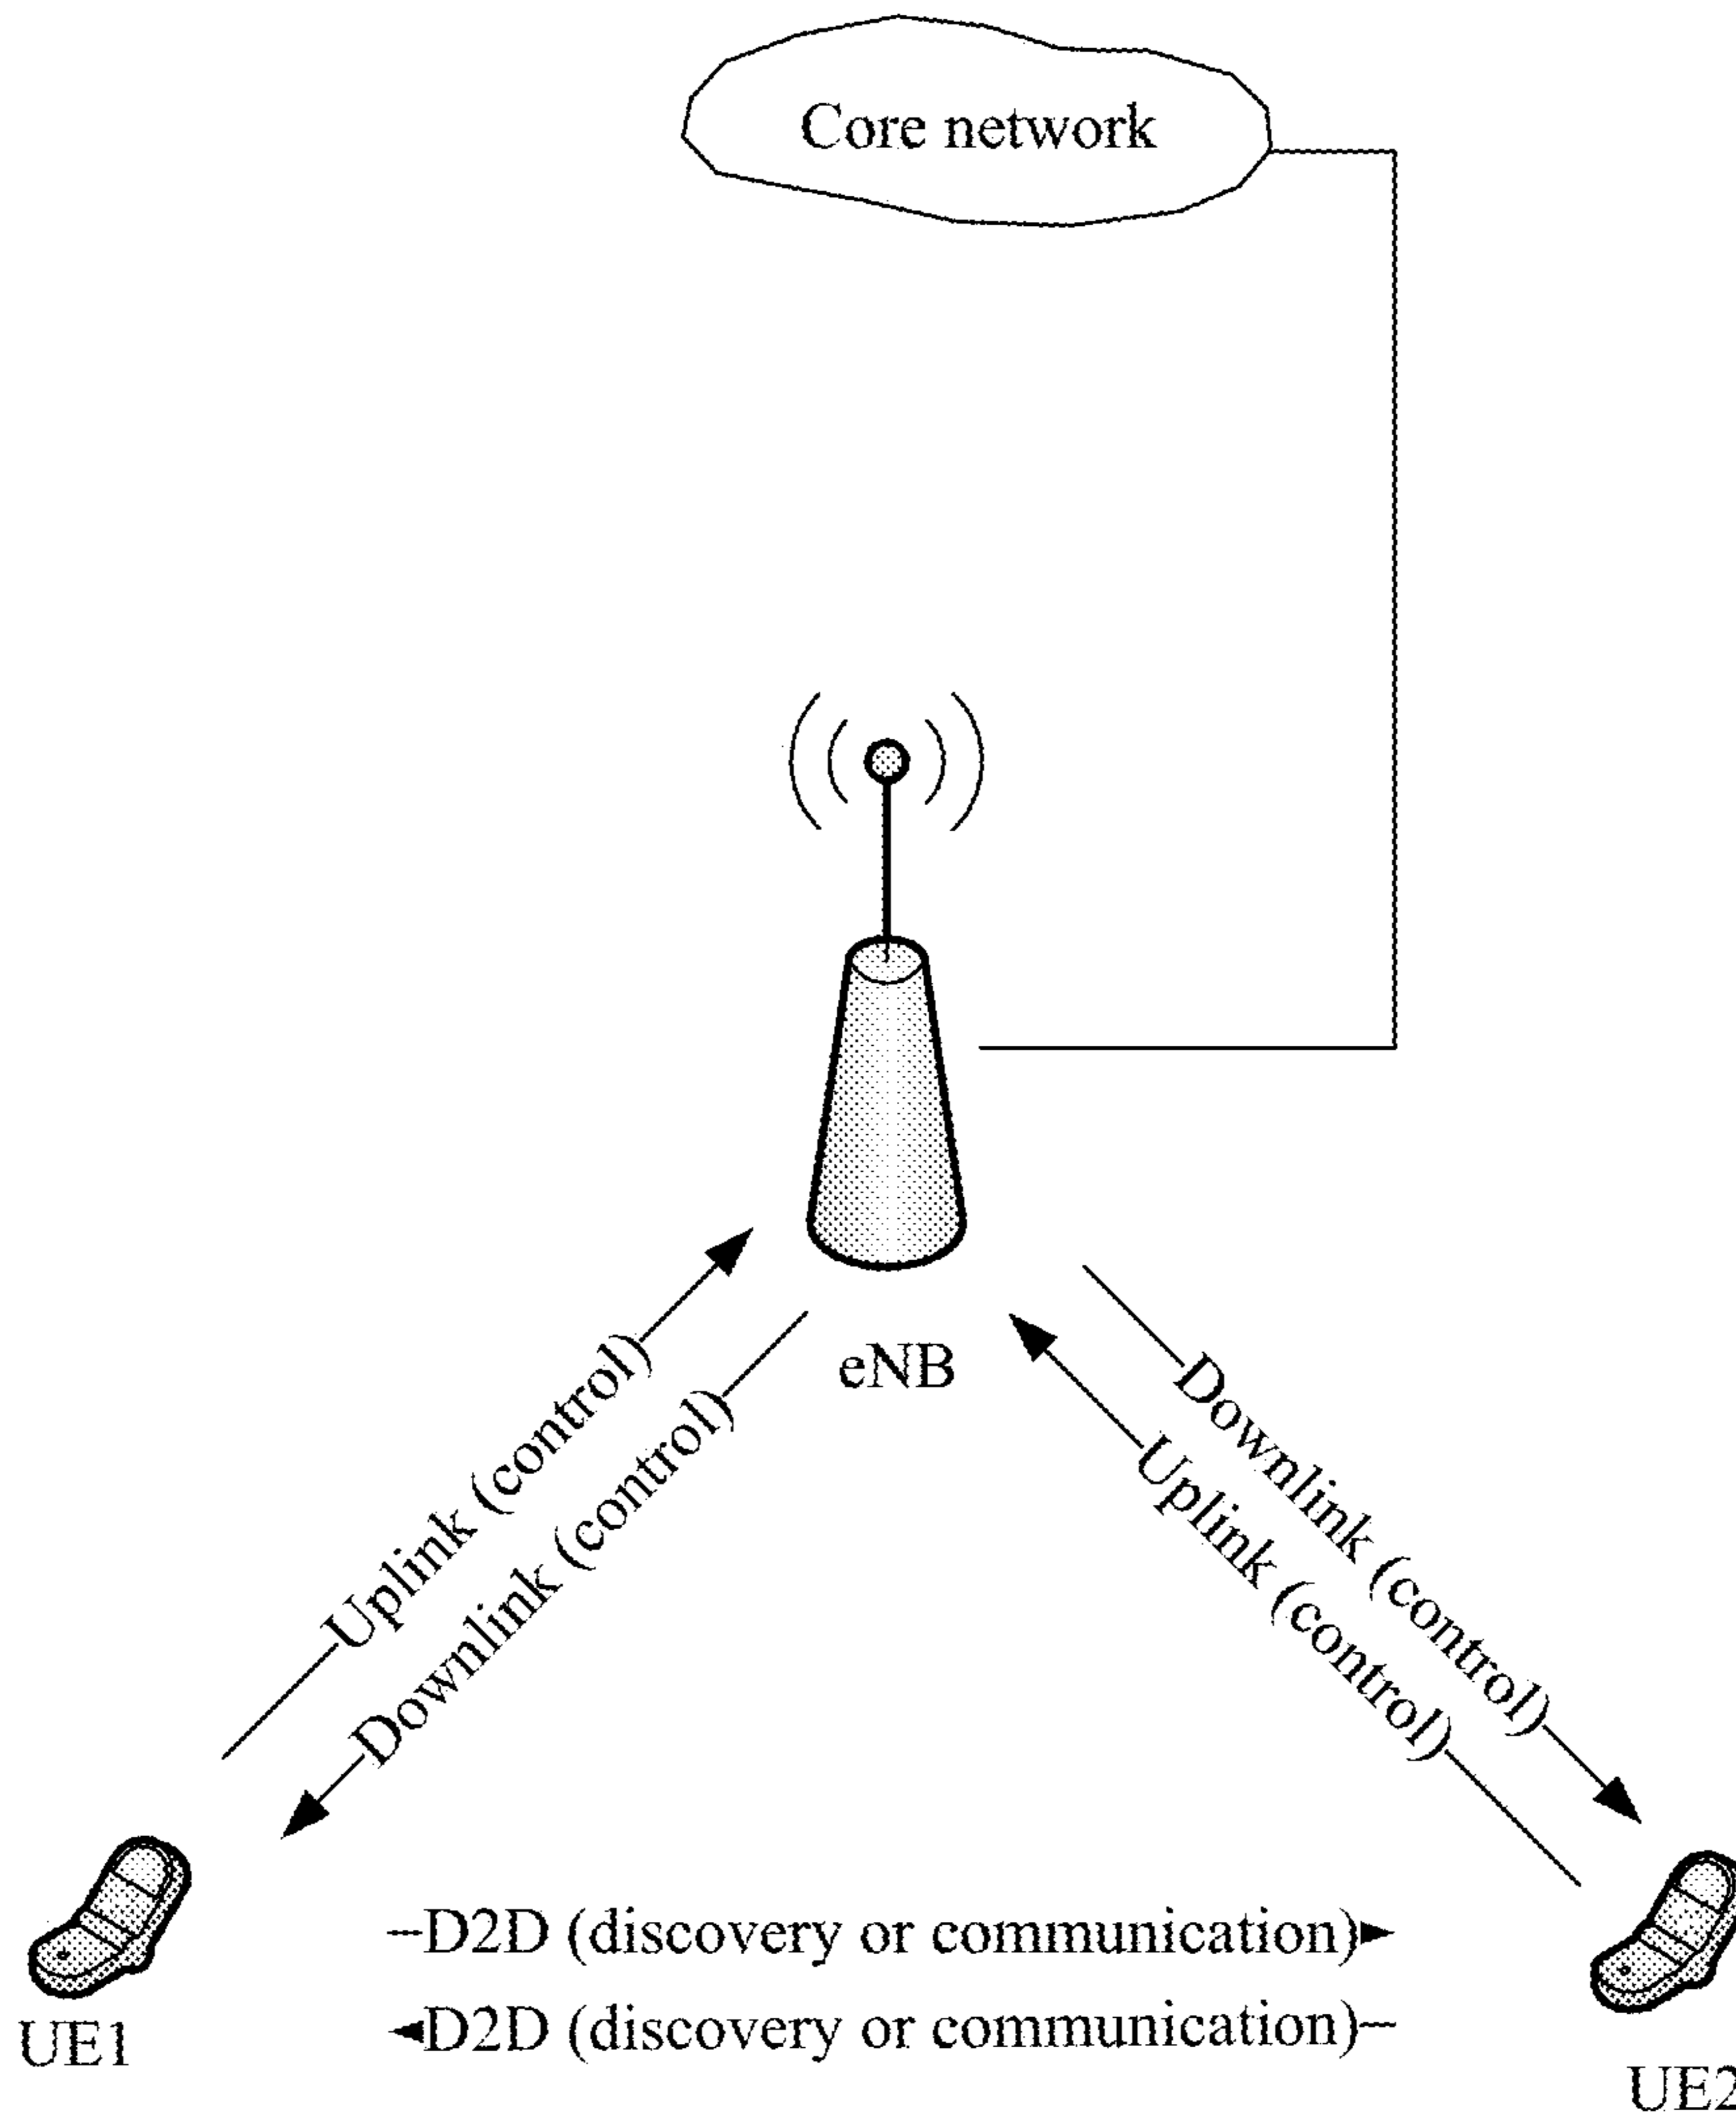 Core network
eNB
Uplink (control)
Downlink (control)
Downlink (control)
Uplink (control)
D2D (discovery or communication)
D2D (discovery or communication)
UE1
UE2